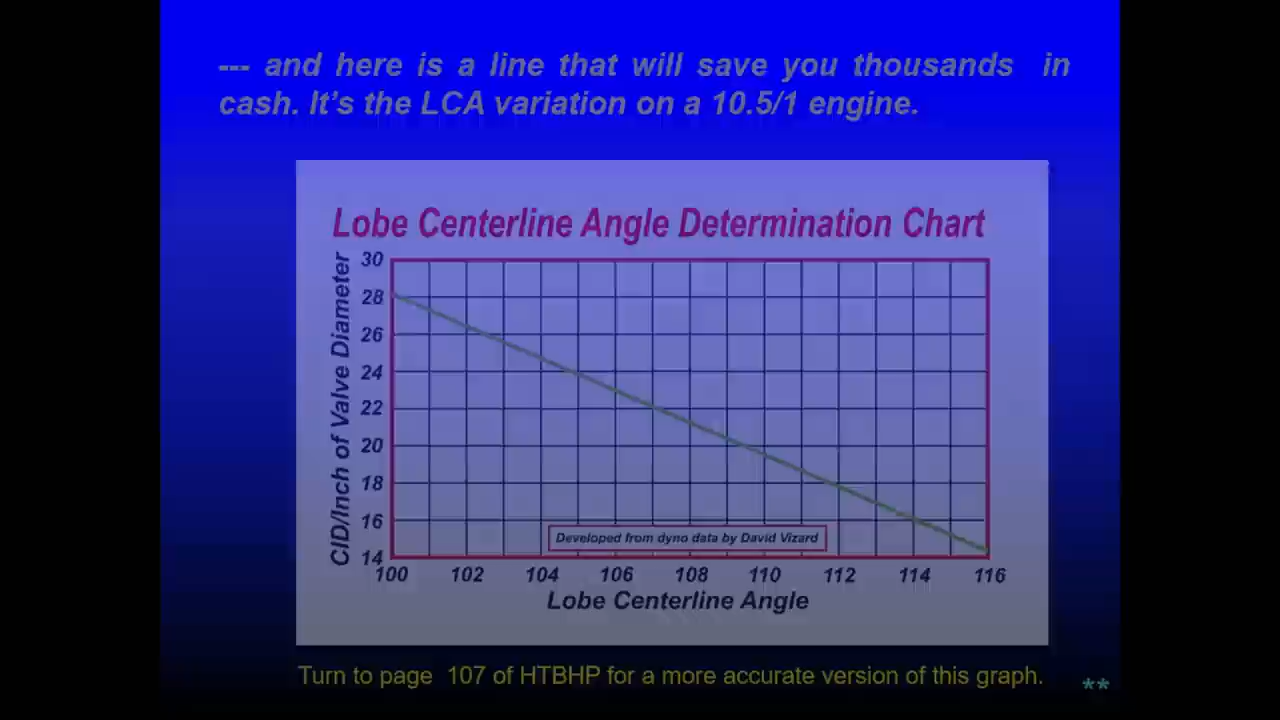 --- and here is a line that will save you thousands in
cash. It's the LCA variation on a 10.5/1 engine.
Lobe Centerline Angle Determination Chart
CID/Inch of Valve Diameter
30
28
26
24
22
20
18
16
14
Developed from dyno data by David Vizard
100 102 104 106 108 110 112 114 116
Lobe Centerline Angle
Turn to page 107 of HTBHP for a more accurate version of this graph.
**